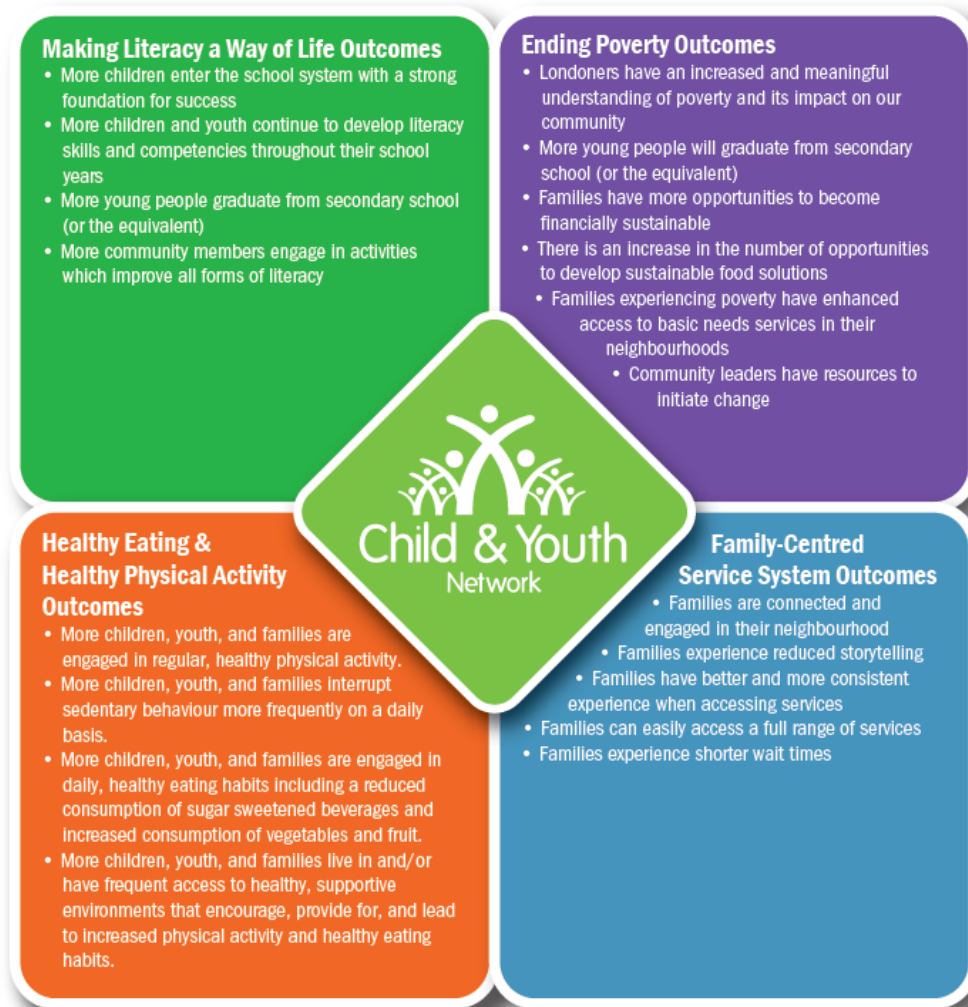 Making Literacy a Way of Life Outcomes
• More children enter the school system with a strong
foundation for success
• More children and youth continue to develop literacy
skills and competencies throughout their school
years
• More young people graduate from secondary school
(or the equivalent)
• More community members engage in activities
which improve all forms of literacy
Ending Poverty Outcomes
• Londoners have an increased and meaningful
understanding of poverty and its impact on our
community
• More young people will graduate from secondary
school (or the equivalent)
• Families have more opportunities to become
financially sustainable
• There is an increase in the number of opportunities
to develop sustainable food solutions
• Families experiencing poverty have enhanced
access to basic needs services in their
neighbourhoods
• Community leaders have resources to
initiate change
Child & Youth
Network
Healthy Eating &
Healthy Physical Activity
Outcomes
• More children, youth, and families are
engaged in regular, healthy physical activity.
• More children, youth, and families interrupt
sedentary behaviour more frequently on a daily
basis.
• More children, youth, and families are engaged in
daily, healthy eating habits including a reduced
consumption of sugar sweetened beverages and
increased consumption of vegetables and fruit.
• More children, youth, and families live in and/or
have frequent access to healthy, supportive
environments that encourage, provide for, and lead
to increased physical activity and healthy eating
habits.
Family-Centred
Service System Outcomes
• Families are connected and
engaged in their neighbourhood
• Families experience reduced storytelling
• Families have better and more consistent
experience when accessing services
• Families can easily access a full range of services
• Families experience shorter wait times